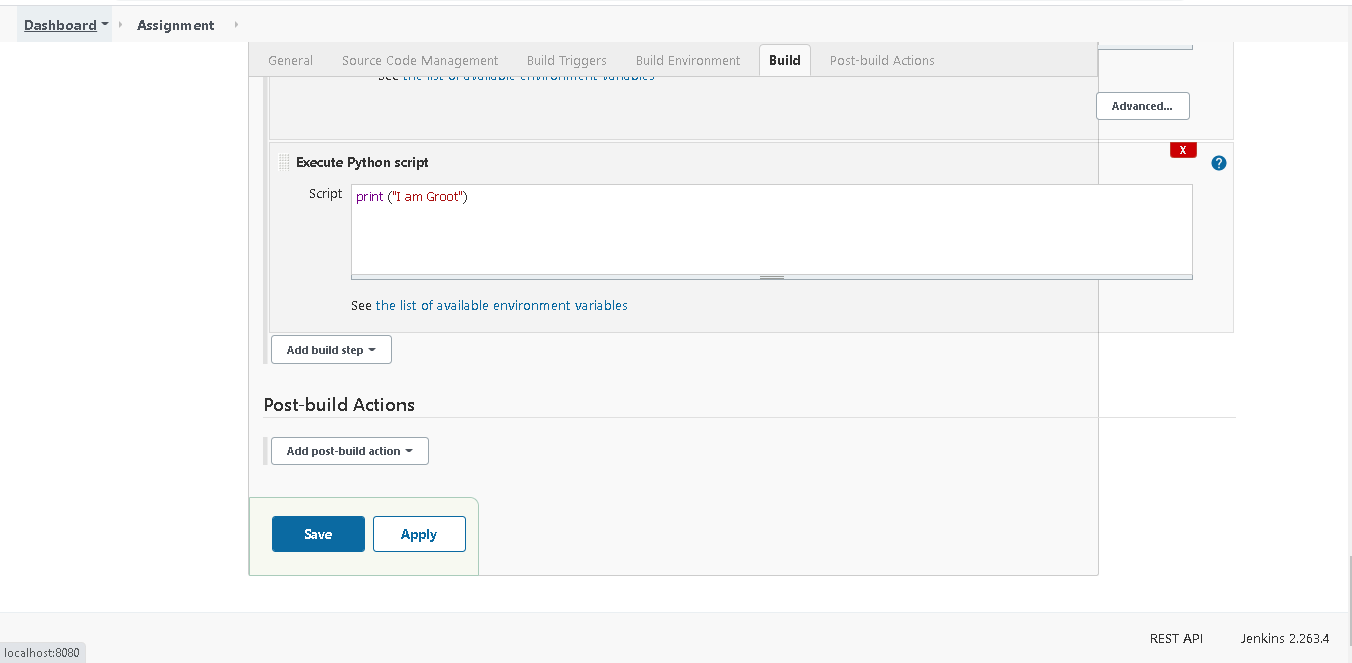 Dashboard
Assignment
General Source Code Management Build Triggers Build Environment Build Post-build Actions
See the list of available environment variables
Advanced...
X
?
Execute Python script
Script print ("I am Groot")
See the list of available environment variables
Add build step
Post-build Actions
Add post-build action
Save Apply
REST API Jenkins 2.263.4
localhost:8080